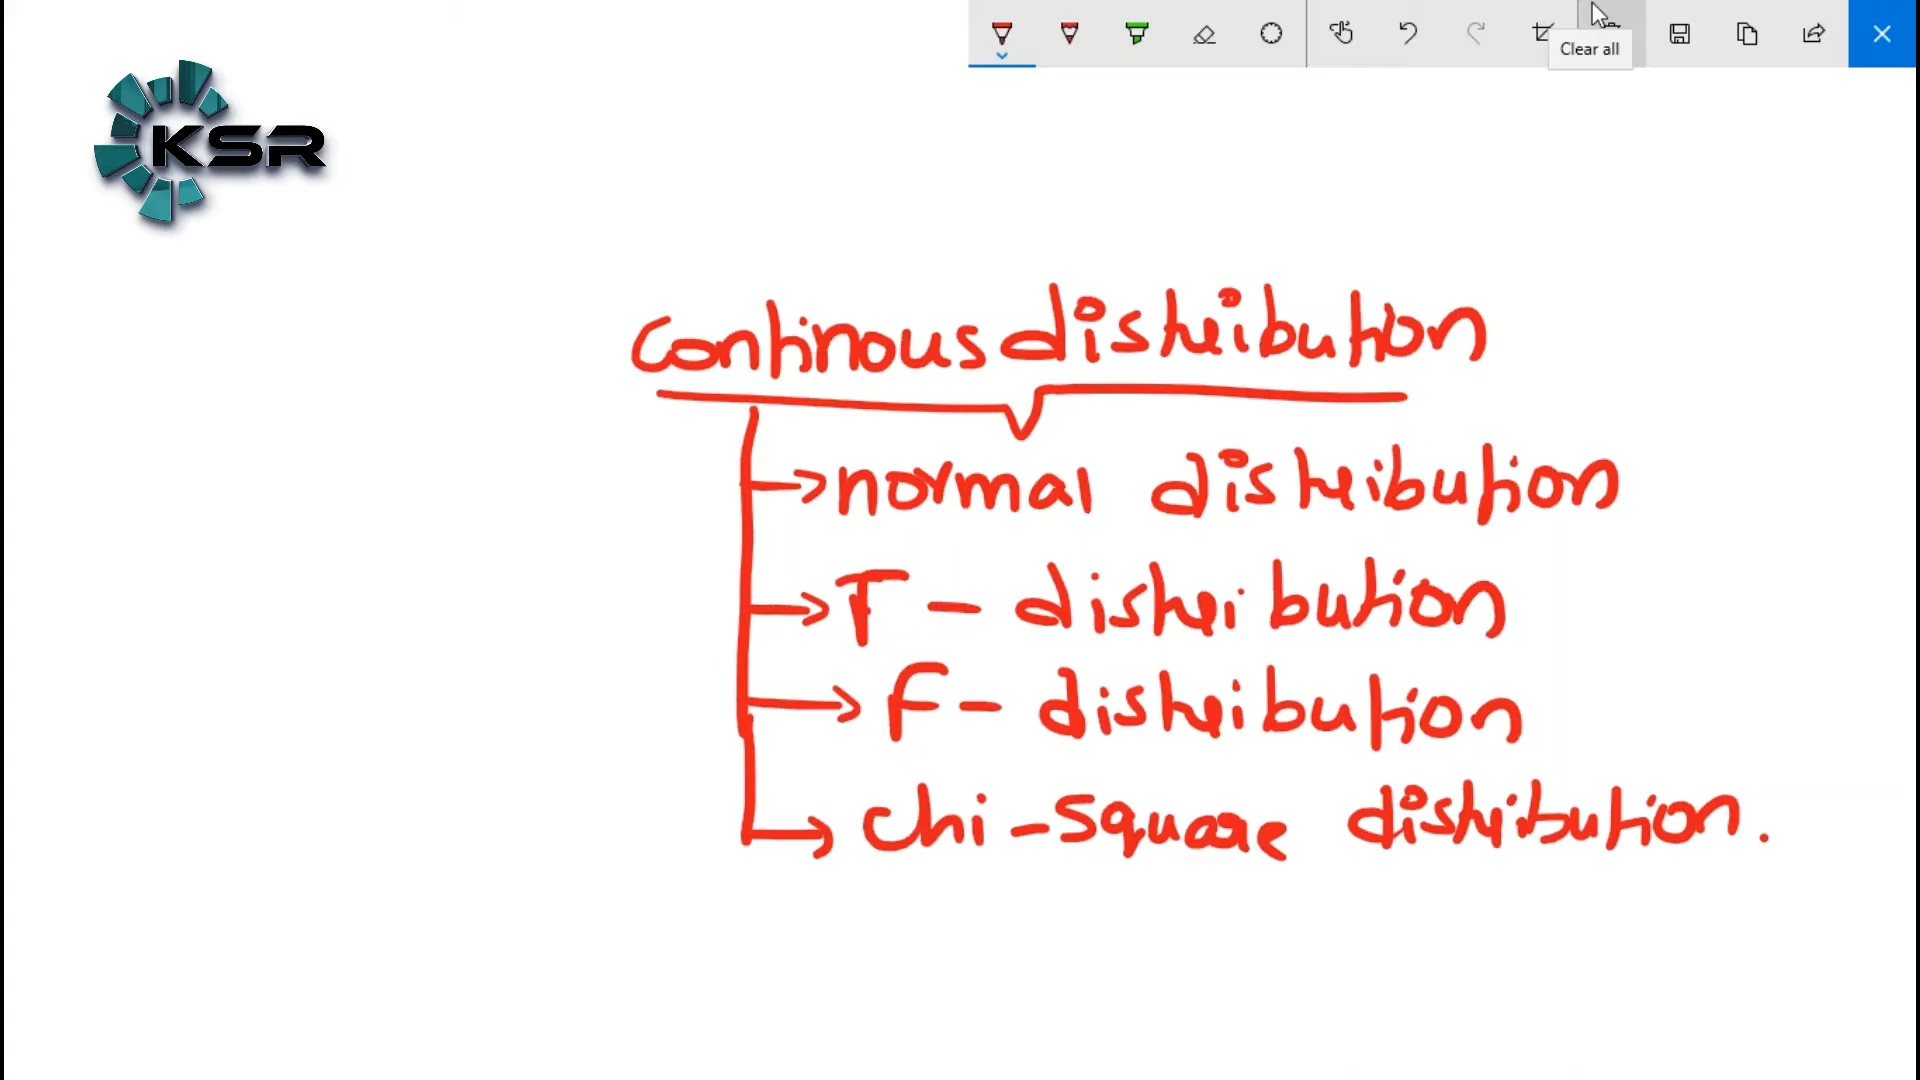 Clear all
KSR
continous distribution
normal distribution
T - distribution
F - distribution
chi - square distribution.